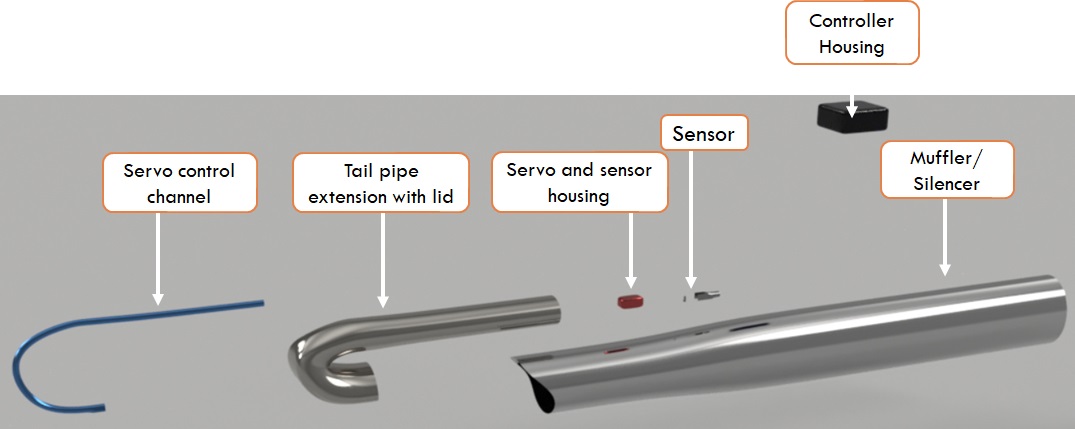 Controller
Housing
Sensor
Servo control
channel
Tail pipe
extension with lid
Servo and sensor
housing
Muffler/
Silencer